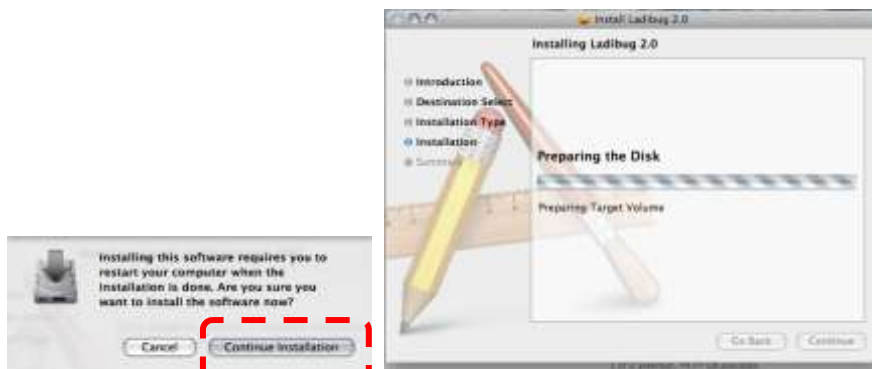 Installing this software requires you to
restart your computer when the
installation is done. Are you sure you
want to install the software now?
Cancel
Continue Installation
Install Ladibug 2.0
Installing Ladibug 2.0
Introduction
Destination Select
Installation Type
Installation
Summary
Preparing the Disk
Preparing Target Volume
Go Back
Continue